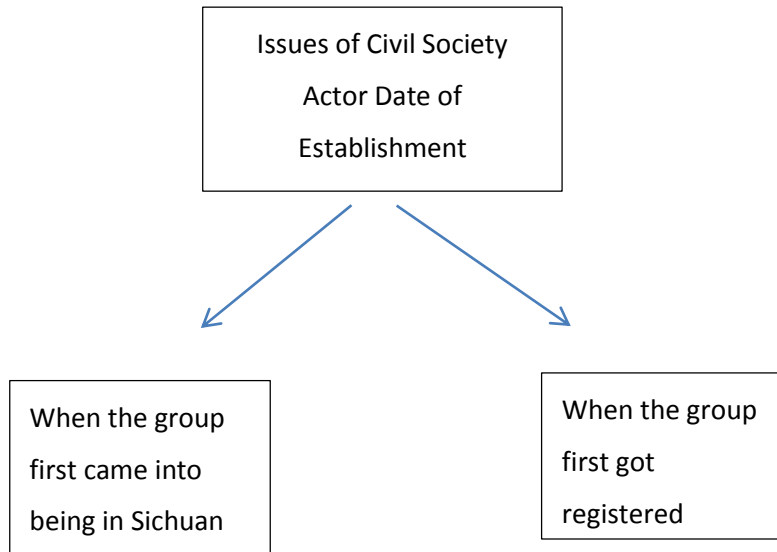 Issues of Civil Society
Actor Date of
Establishment
When the group
first came into
being in Sichuan
When the group
first got
registered